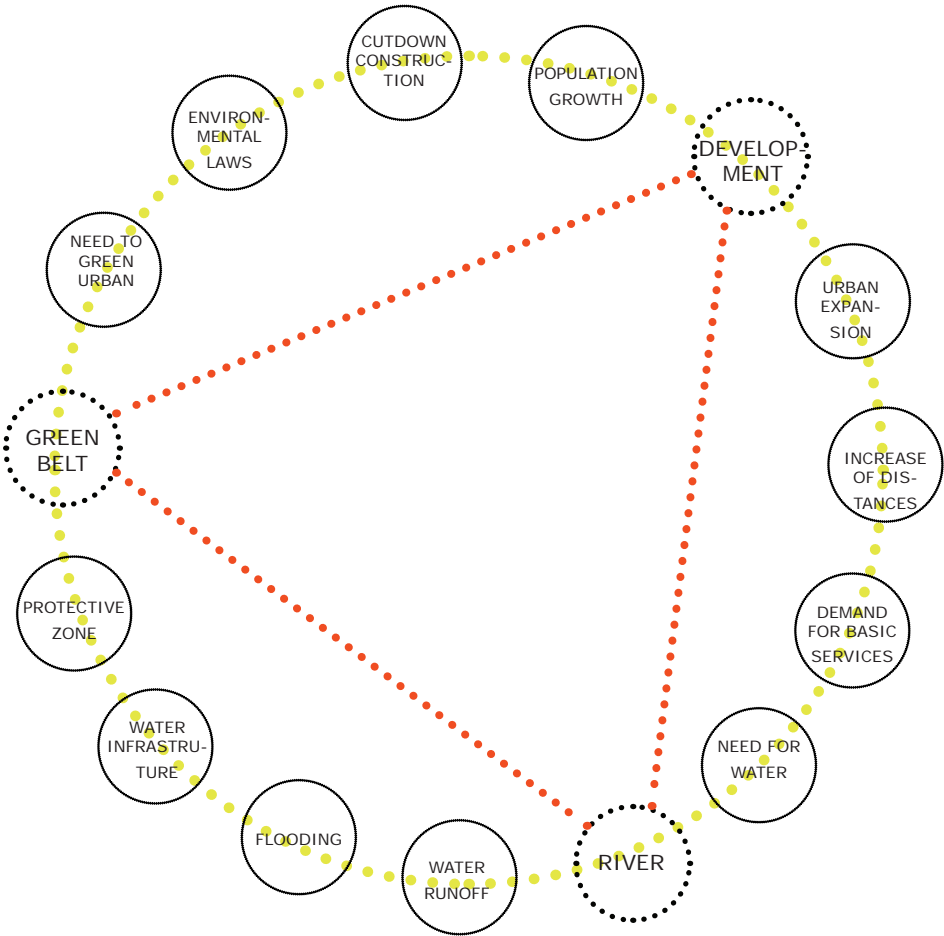 CUTDOWN
CONSTRUC-
TION
POPULATION
GROWTH
ENVIRON-
MENTAL
LAWS
DEVELOP-
MENT
NEED TO
GREEN
URBAN
URBAN
EXPAN-
SION
GREEN
BELT
INCREASE
OF DIS-
TANCES
PROTECTIVE
ZONE
DEMAND
FOR BASIC
SERVICES
WATER
INFRASTRU-
TURE
NEED FOR
WATER
FLOODING
WATER
RUNOFF
RIVER